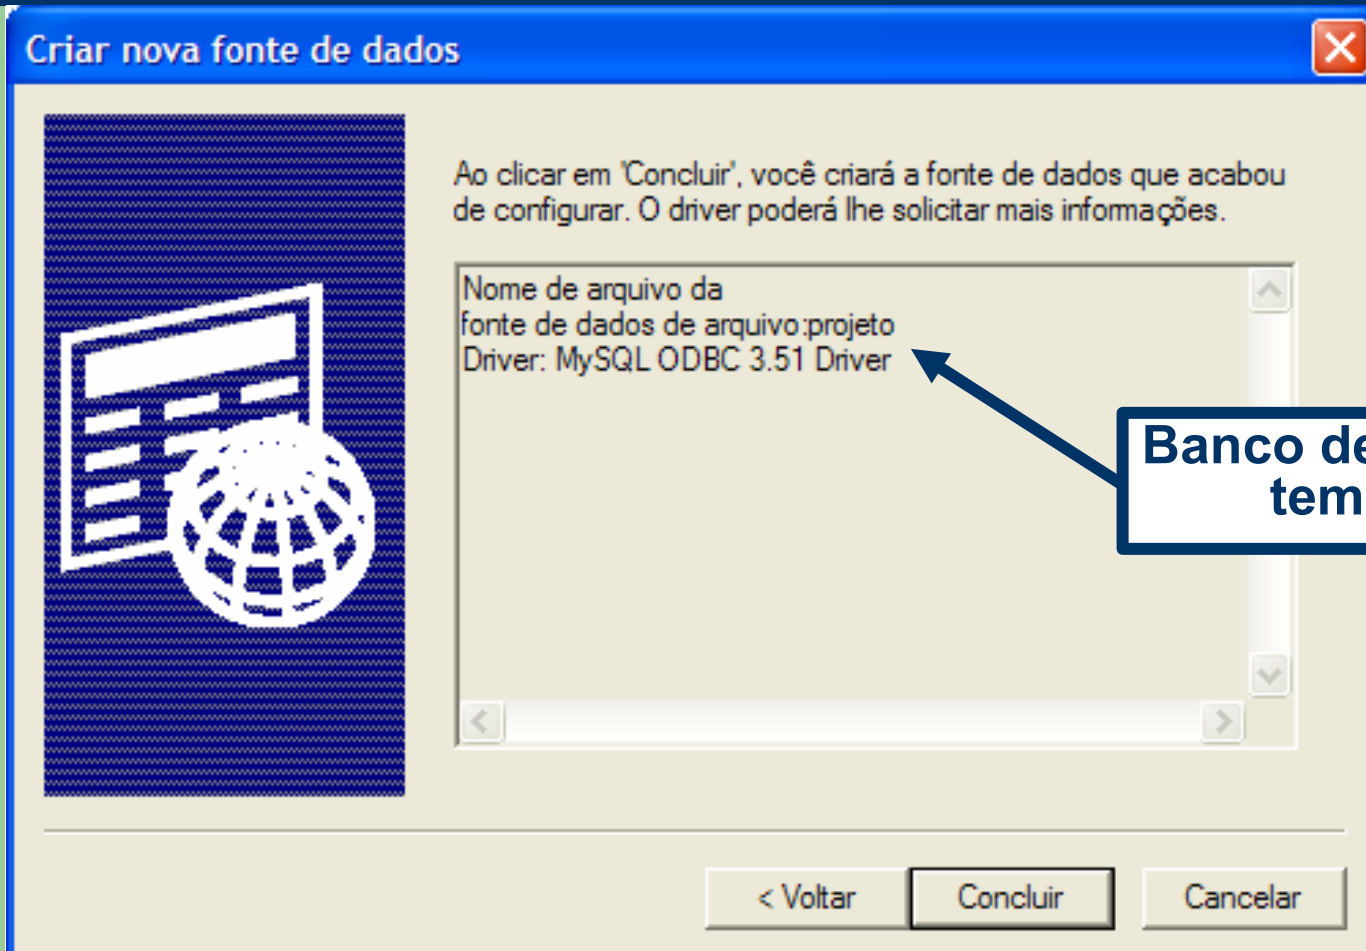 Criar nova fonte de dados
Ao clicar em 'Concluir', você criará a fonte de dados que acabou
de configurar. O driver poderá lhe solicitar mais informações.
Nome de arquivo da
fonte de dados de arquivo:projeto
Driver: MySQL ODBC 3.51 Driver
Banco de
tem
< Voltar
Concluir
Cancelar